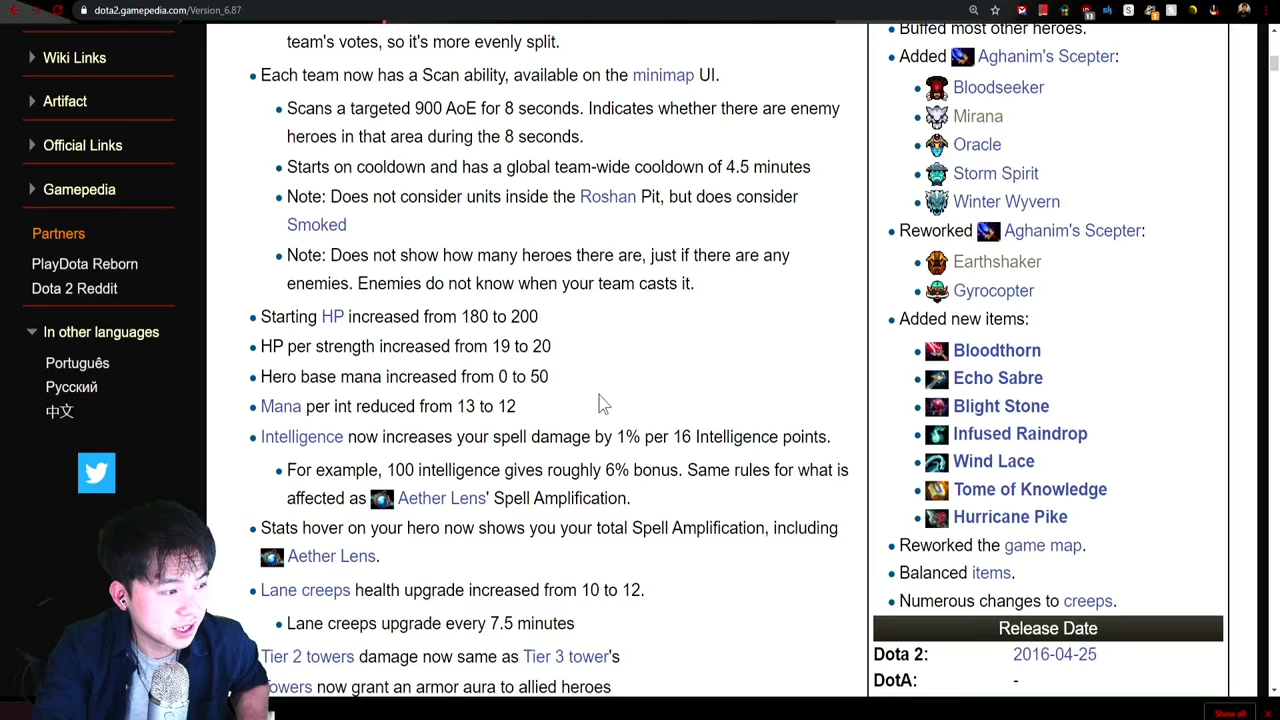 dota2.gamepedia.com/Version_6.87
Wiki Links
Artifact
Official Links
Gamepedia
Partners
PlayDota Reborn
Dota 2 Reddit
In other languages
Português
Русский
中文
team's votes, so it's more evenly split.
Each team now has a Scan ability, available on the minimap UI.
Scans a targeted 900 AoE for 8 seconds. Indicates whether there are enemy
heroes in that area during the 8 seconds.
Starts on cooldown and has a global team-wide cooldown of 4.5 minutes
Note: Does not consider units inside the Roshan Pit, but does consider
Smoked
Note: Does not show how many heroes there are, just if there are any
enemies. Enemies do not know when your team casts it.
Starting HP increased from 180 to 200
HP per strength increased from 19 to 20
Hero base mana increased from 0 to 50
Mana per int reduced from 13 to 12
Intelligence now increases your spell damage by 1% per 16 Intelligence points.
For example, 100 intelligence gives roughly 6% bonus. Same rules for what is
affected as Aether Lens' Spell Amplification.
Stats hover on your hero now shows you your total Spell Amplification, including
Aether Lens.
Lane creeps health upgrade increased from 10 to 12.
Lane creeps upgrade every 7.5 minutes
Tier 2 towers damage now same as Tier 3 tower's
Towers now grant an armor aura to allied heroes
Buffed most other heroes.
Added Aghanim's Scepter:
Bloodseeker
Mirana
Oracle
Storm Spirit
Winter Wyvern
Reworked Aghanim's Scepter:
Earthshaker
Gyrocopter
Added new items:
Bloodthorn
Echo Sabre
Blight Stone
Infused Raindrop
Wind Lace
Tome of Knowledge
Hurricane Pike
Reworked the game map.
Balanced items.
Numerous changes to creeps.
Release Date
Dota 2: 2016-04-25
DotA: -
Show all